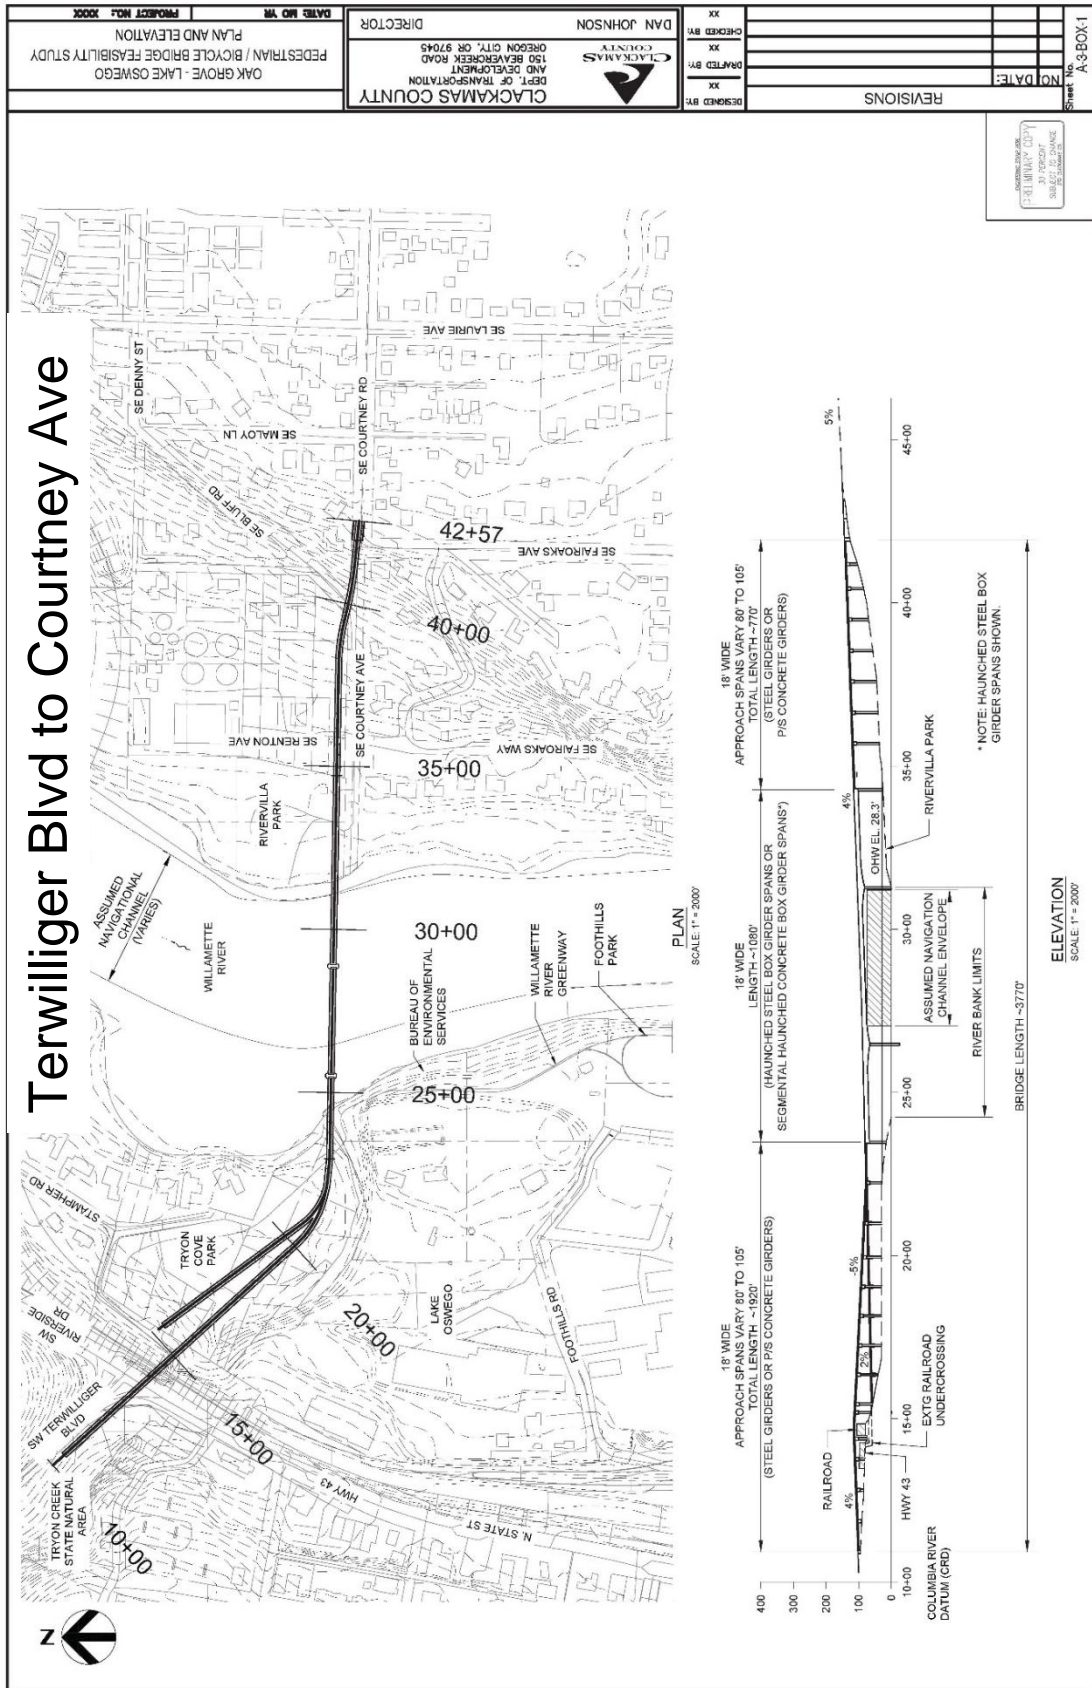 Terwilliger Blvd to Courtney Ave
N
TRYON CREEK
STATE NATURAL
AREA
SW TERWILLIGER
BLVD
SW
RIVERSIDE
DR
STAMPHER RD
TRYON
COVE
PARK
10+00
15+00
20+00
HWY 43
N. STATE ST
LAKE
OSWEGO
FOOTHILLS RD
WILLAMETTE
RIVER
ASSUMED
NAVIGATIONAL
CHANNEL
(VARIES)
25+00
BUREAU OF
ENVIRONMENTAL
SERVICES
30+00
WILLAMETTE
RIVER
GREENWAY
FOOTHILLS
PARK
RIVERVILLA
PARK
SE RENTON AVE
SE COURTNEY AVE
35+00
SE FAIROAKS WAY
40+00
SE BLUFF RD
SE DENNY ST
SE MALOY LN
SE COURTNEY RD
42+57
SE FAIROAKS AVE
SE LAURIE AVE
PLAN
SCALE: 1" = 2000'
18' WIDE
APPROACH SPANS VARY 80' TO 105'
TOTAL LENGTH ~1920'
(STEEL GIRDERS OR P/S CONCRETE GIRDERS)
18' WIDE
LENGTH ~1080'
(HAUNCHED STEEL BOX GIRDER SPANS OR
SEGMENTAL HAUNCHED CONCRETE BOX GIRDER SPANS*)
18' WIDE
APPROACH SPANS VARY 80' TO 105'
TOTAL LENGTH ~770'
(STEEL GIRDERS OR
P/S CONCRETE GIRDERS)
400
300
200
100
0
RAILROAD
4%
2%
-5%
4%
5%
OHW EL. 28.3'
10+00
15+00
20+00
25+00
30+00
35+00
40+00
45+00
COLUMBIA RIVER
DATUM (CRD)
HWY 43
EXTG RAILROAD
UNDERCROSSING
ASSUMED NAVIGATION
CHANNEL ENVELOPE
RIVER BANK LIMITS
RIVERVILLA PARK
* NOTE: HAUNCHED STEEL BOX
GIRDER SPANS SHOWN.
BRIDGE LENGTH ~3770'
ELEVATION
SCALE: 1" = 2000'
PRELIMINARY COPY
SUBJECT TO CHANGE
REVISIONS
NO.
DATE:
DESIGNED BY:
XX
DRAFTED BY:
XX
CHECKED BY:
XX
CLACKAMAS COUNTY
DEPT. OF TRANSPORTATION
AND DEVELOPMENT
150 BEAVERCREEK ROAD
OREGON CITY, OR 97045
CLACKAMAS
COUNTY
DAN JOHNSON
DIRECTOR
OAK GROVE - LAKE OSWEGO
PEDESTRIAN / BICYCLE BRIDGE FEASIBILITY STUDY
PLAN AND ELEVATION
DATE: MO YR
PROJECT NO.: XXXX
Sheet No.
A-3-BOX-1